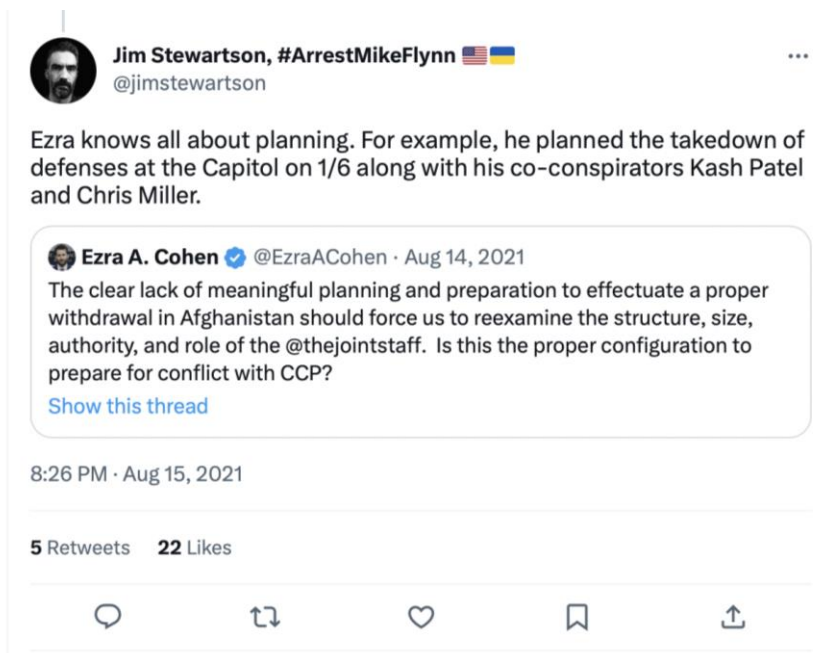 Jim Stewartson, #ArrestMikeFlynn 🇺🇸🇺🇦
@jimstewartson
Ezra knows all about planning. For example, he planned the takedown of
defenses at the Capitol on 1/6 along with his co-conspirators Kash Patel
and Chris Miller.
Ezra A. Cohen @EzraACohen · Aug 14, 2021
The clear lack of meaningful planning and preparation to effectuate a proper
withdrawal in Afghanistan should force us to reexamine the structure, size,
authority, and role of the @thejointstaff.  Is this the proper configuration to
prepare for conflict with CCP?
Show this thread
8:26 PM · Aug 15, 2021
5 Retweets 22 Likes